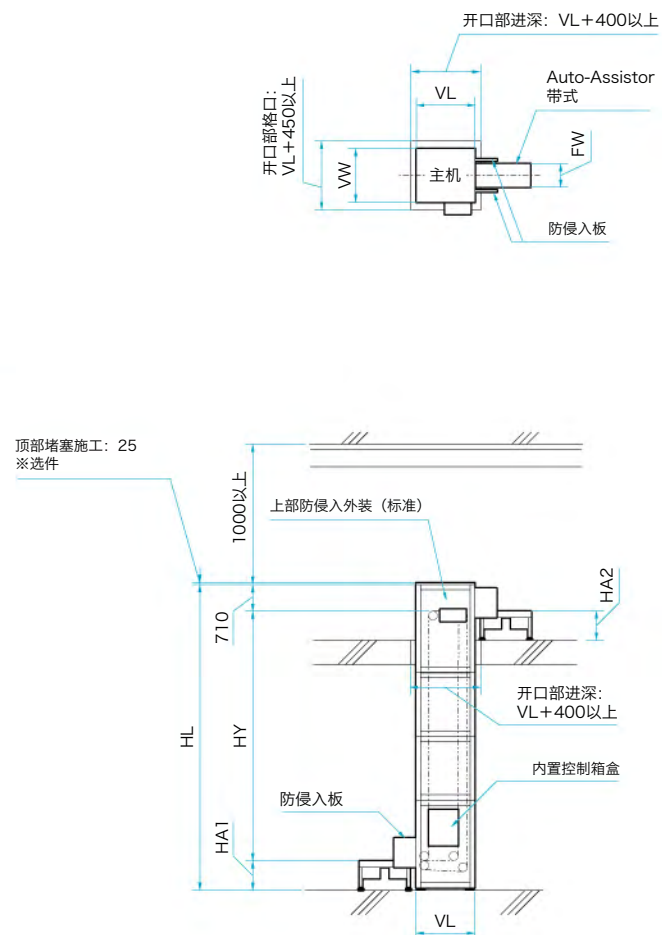 开口部进深：VL＋400以上
Auto-Assistor
带式
开口部格口：
VL＋450以上
VL
VW
主机
FW
防侵入板
顶部堵塞施工：25
※选件
1000以上
上部防侵入外装（标准）
710
HA2
开口部进深：
VL＋400以上
HL
HY
内置控制箱盒
防侵入板
HA1
VL